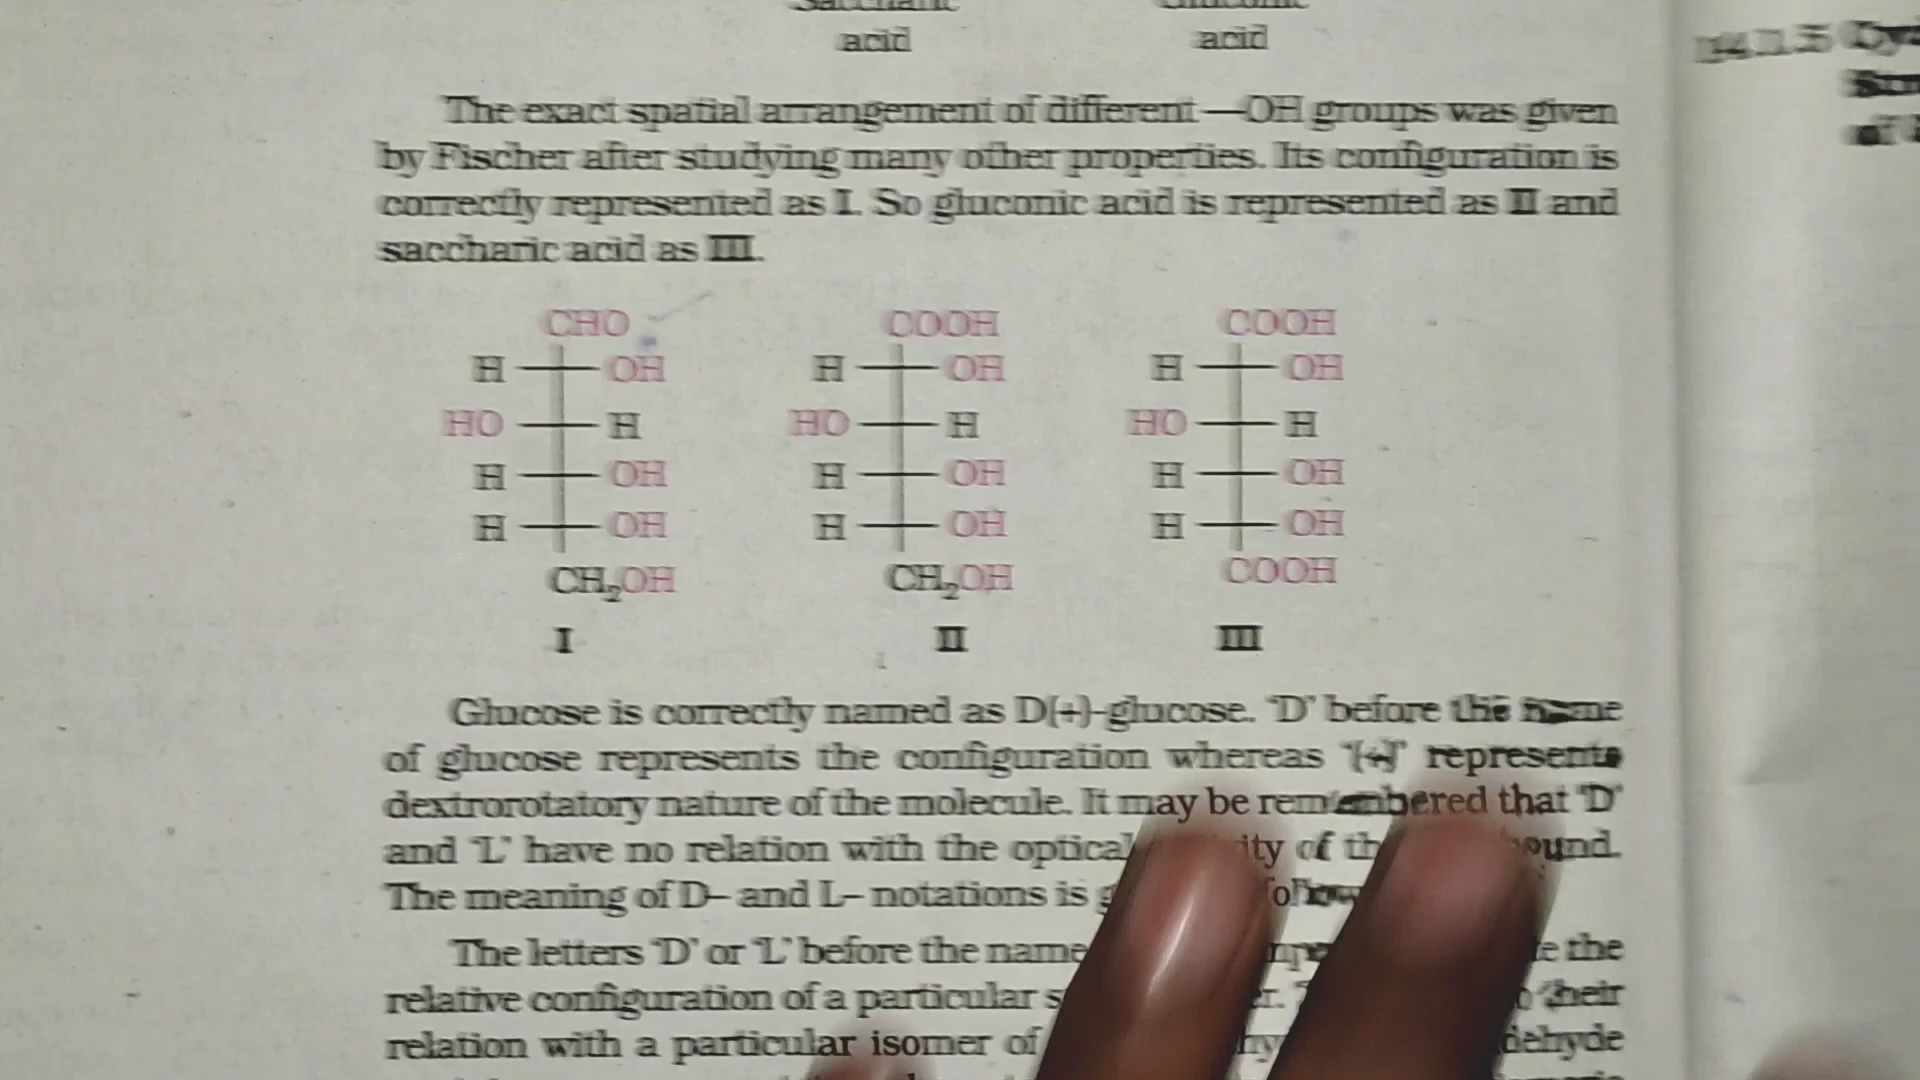 acid acid
The exact spatial arrangement of different —OH groups was given
by Fischer after studying many other properties. Its configuration is
correctly represented as I. So gluconic acid is represented as II and
saccharic acid as III.
CHO COOH COOH
H OH H OH H OH
HO H HO H HO H
H OH H OH H OH
H OH H OH H OH
CH₂OH CH₂OH COOH
I II III
Glucose is correctly named as D(+)-glucose. 'D' before the name
of glucose represents the configuration whereas '(+)' represents
dextrorotatory nature of the molecule. It may be remembered that 'D'
and 'L' have no relation with the optical of
The meaning of D– and L– notations is
The letters 'D' or 'L' before the name the
relative configuration of a particular their
relation with a particular isomer of